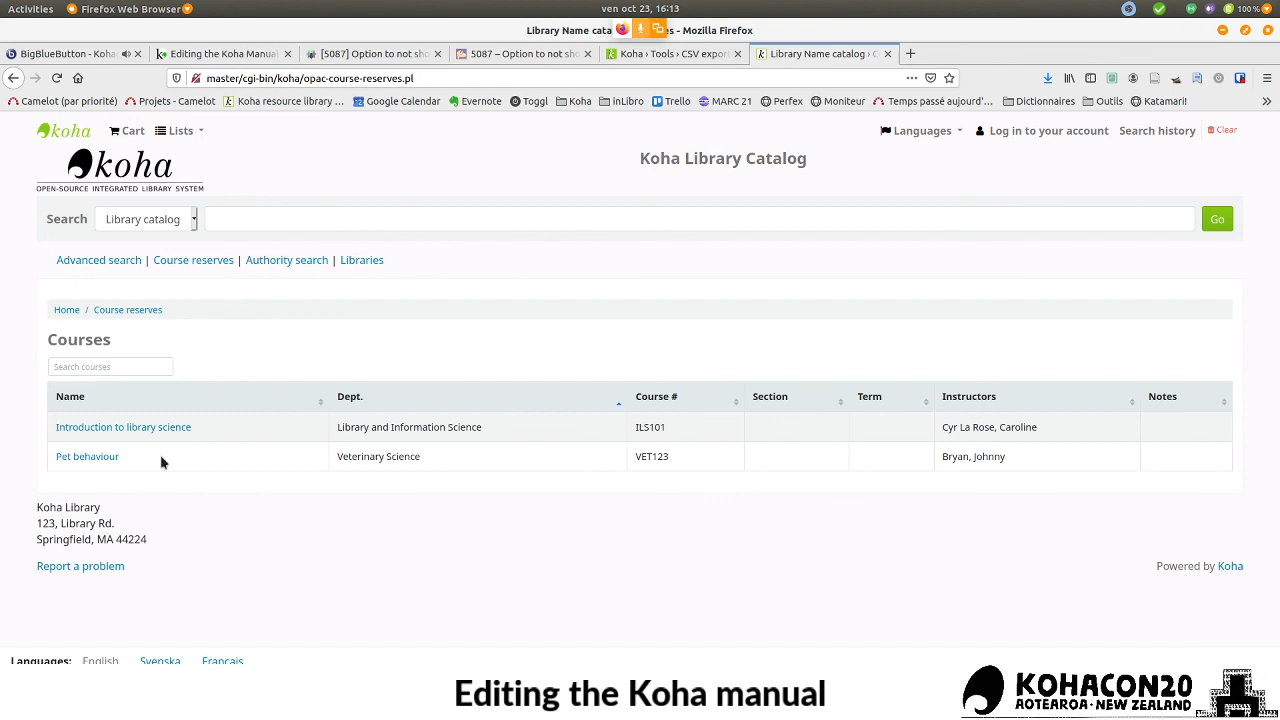 Activities Firefox Web Browser ven oct 23, 16:13 100%
Library Name cata es - Mozilla Firefox
BigBlueButton - Koha Editing the Koha Manual [5087] Option to not sho 5087 – Option to not sho Koha › Tools › CSV export Library Name catalog › C
master/cgi-bin/koha/opac-course-reserves.pl
Camelot (par priorité) Projets - Camelot Koha resource library ... Google Calendar Evernote Toggl Koha inLibro Trello MARC 21 Perfex Moniteur Temps passé aujourd'... Dictionnaires Outils Katamari!
koha Cart Lists Languages Log in to your account Search history Clear
koha
OPEN-SOURCE INTEGRATED LIBRARY SYSTEM
Koha Library Catalog
Search Library catalog Go
Advanced search | Course reserves | Authority search | Libraries
Home / Course reserves
Courses
Search courses
Name Dept. Course # Section Term Instructors Notes
Introduction to library science Library and Information Science ILS101 Cyr La Rose, Caroline
Pet behaviour Veterinary Science VET123 Bryan, Johnny
Koha Library
123, Library Rd.
Springfield, MA 44224
Report a problem Powered by Koha
Languages: English Svenska Français
Editing the Koha manual
KOHACON20
AOTEAROA · NEW ZEALAND